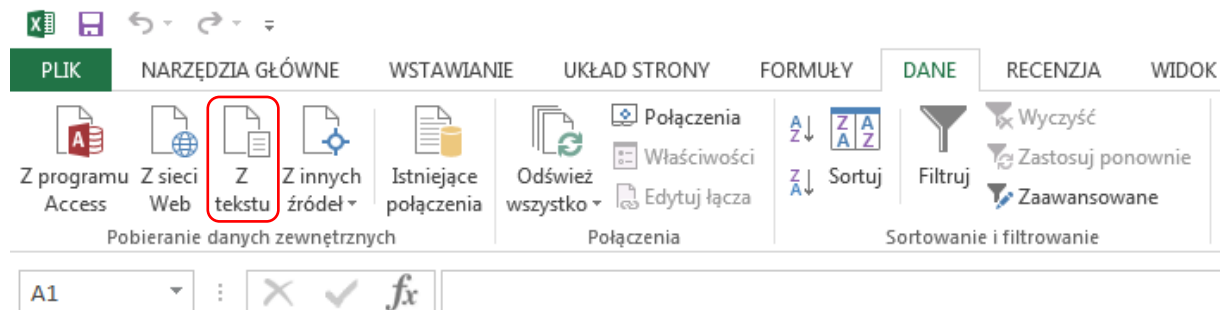 PLIK NARZĘDZIA GŁÓWNE WSTAWIANIE UKŁAD STRONY FORMUŁY DANE RECENZJA WIDOK
Z programu Access
Z sieci Web
Z tekstu
Z innych źródeł
Pobieranie danych zewnętrznych
Istniejące połączenia
Odśwież wszystko
Połączenia
Właściwości
Edytuj łącza
Połączenia
Sortuj
Filtruj
Wyczyść
Zastosuj ponownie
Zaawansowane
Sortowanie i filtrowanie
A1
fx